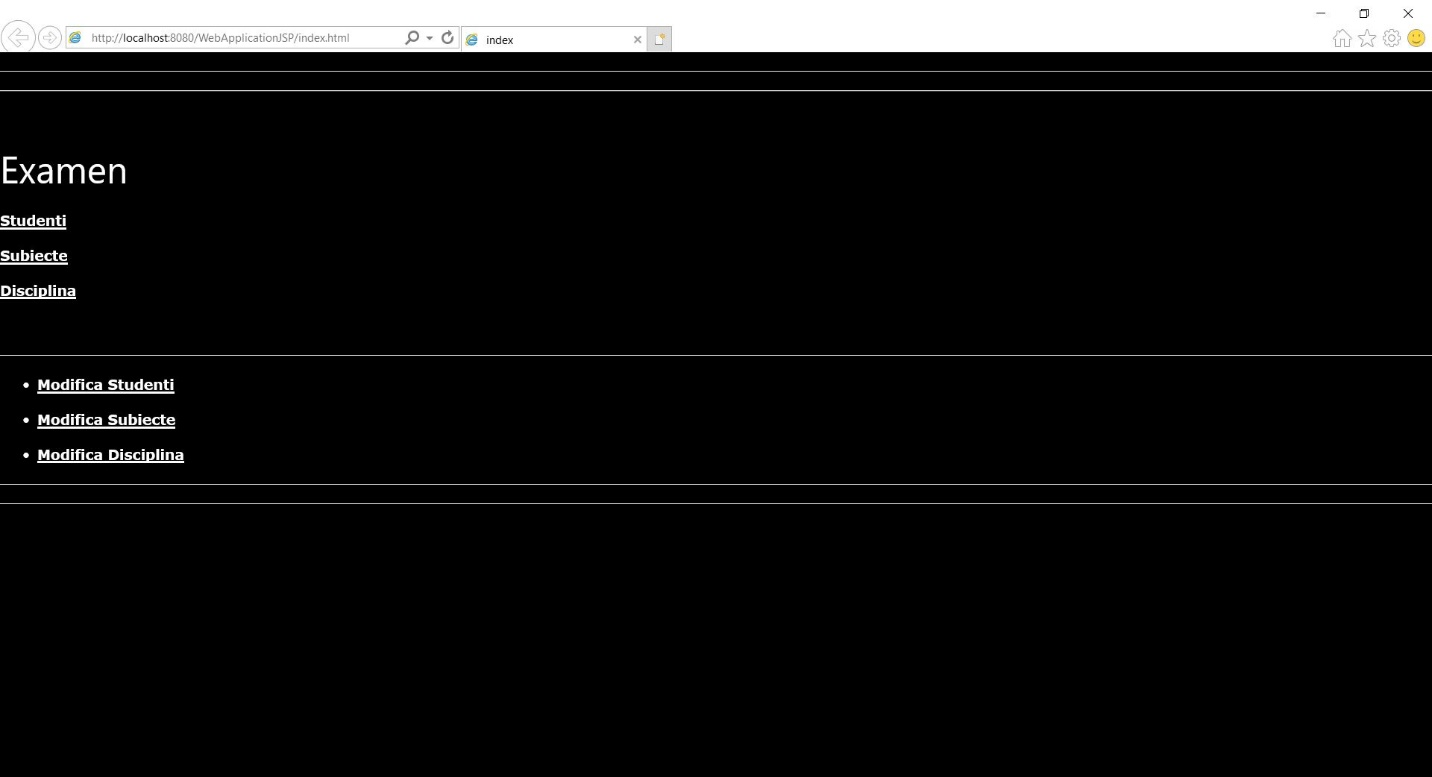 http://localhost:8080/WebApplicationJSP/index.html
index
Examen
Studenti
Subiecte
Disciplina
Modifica Studenti
Modifica Subiecte
Modifica Disciplina